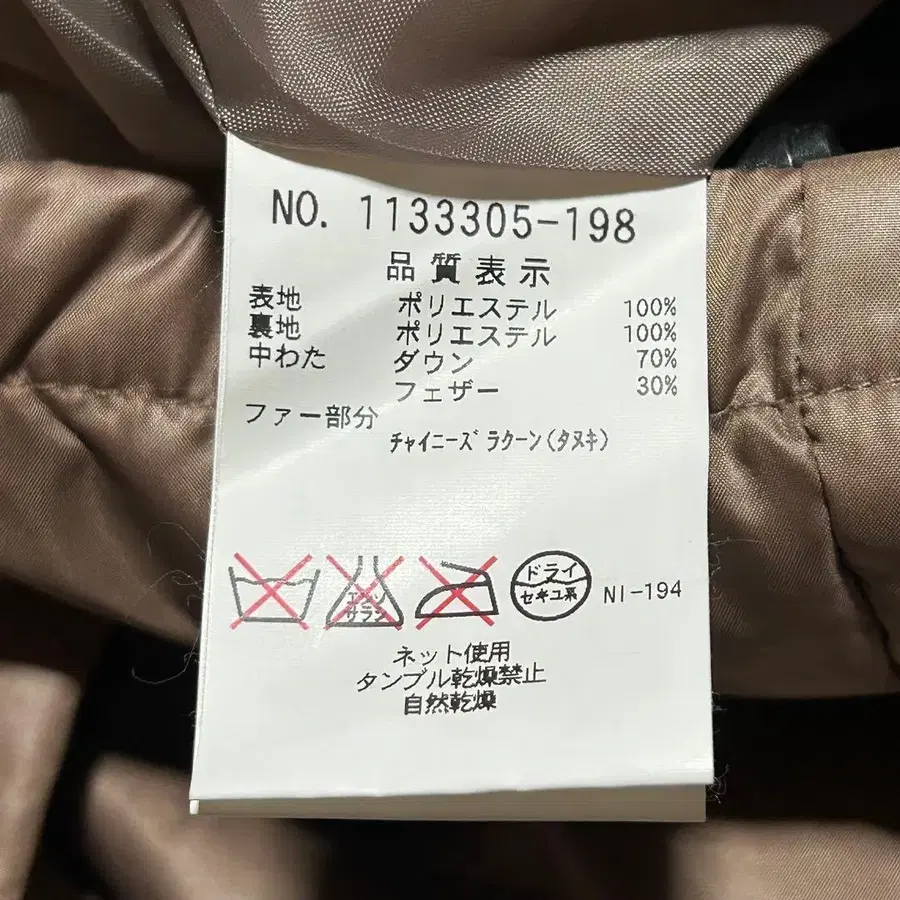 NO. 1133305-198
品質表示
表地 ポリエステル 100%
裏地 ポリエステル 100%
中わた ダウン 70%
フェザー 30%
ファー部分
チャイニーズラクーン(タヌキ)
エンソ
サラシ
ドライ
セキユ系
NI-194
ネット使用
タンブル乾燥禁止
自然乾燥